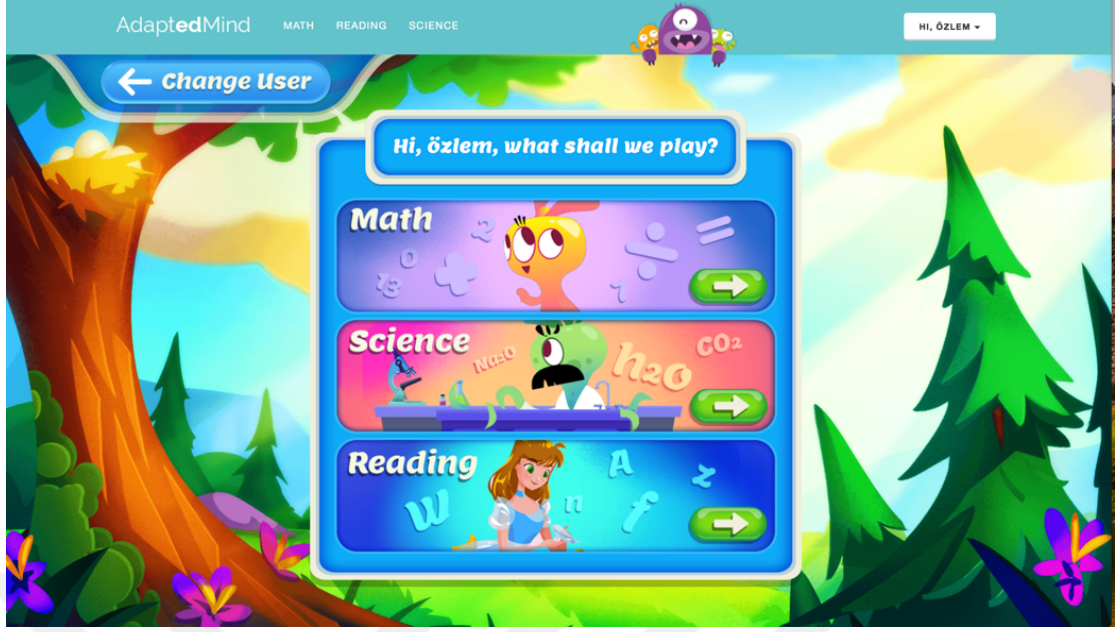 AdaptedMind MATH READING SCIENCE HI, ÖZLEM
Change User
Hi, özlem, what shall we play?
Math
2
0
13
7
Science
Na2O
h2O
CO2
Reading
W
n
A
f
z